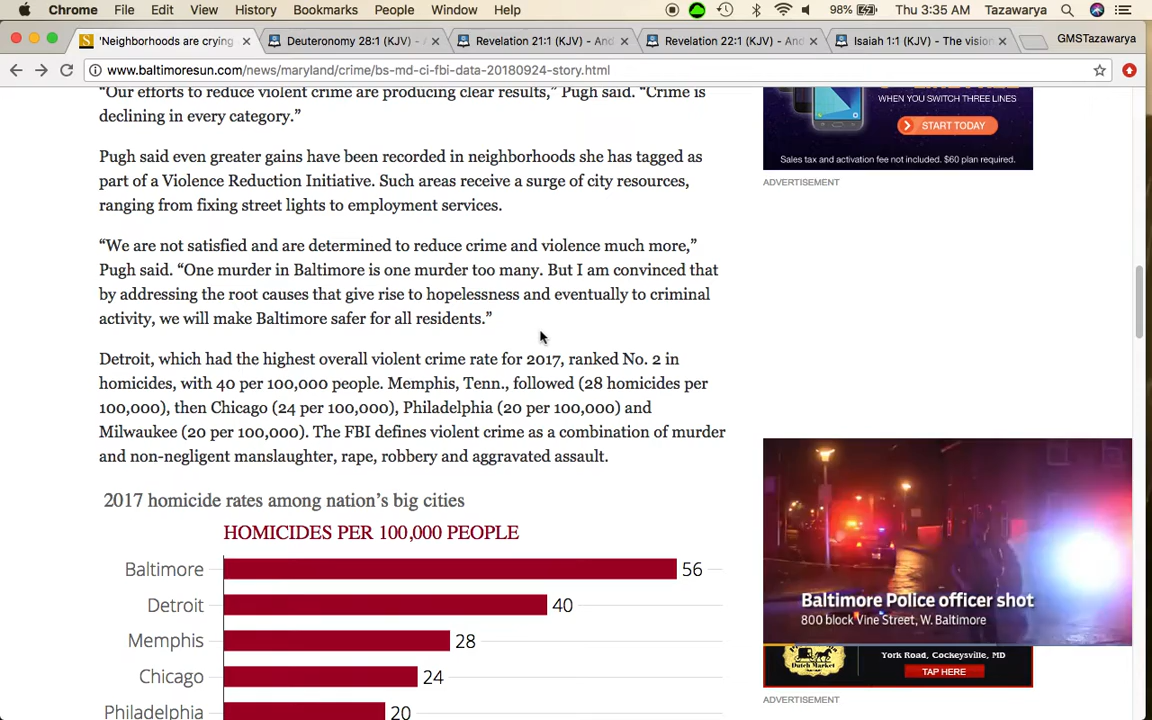 Chrome File Edit View History Bookmarks People Window Help 98% Thu 3:35 AM Tazawarya
'Neighborhoods are crying Deuteronomy 28:1 (KJV) - An Revelation 21:1 (KJV) - And Revelation 22:1 (KJV) - And Isaiah 1:1 (KJV) - The vision GMSTazawarya
www.baltimoresun.com/news/maryland/crime/bs-md-ci-fbi-data-20180924-story.html
“Our efforts to reduce violent crime are producing clear results,” Pugh said. “Crime is
declining in every category.”
Pugh said even greater gains have been recorded in neighborhoods she has tagged as
part of a Violence Reduction Initiative. Such areas receive a surge of city resources,
ranging from fixing street lights to employment services.
“We are not satisfied and are determined to reduce crime and violence much more,”
Pugh said. “One murder in Baltimore is one murder too many. But I am convinced that
by addressing the root causes that give rise to hopelessness and eventually to criminal
activity, we will make Baltimore safer for all residents.”
Detroit, which had the highest overall violent crime rate for 2017, ranked No. 2 in
homicides, with 40 per 100,000 people. Memphis, Tenn., followed (28 homicides per
100,000), then Chicago (24 per 100,000), Philadelphia (20 per 100,000) and
Milwaukee (20 per 100,000). The FBI defines violent crime as a combination of murder
and non-negligent manslaughter, rape, robbery and aggravated assault.
2017 homicide rates among nation’s big cities
HOMICIDES PER 100,000 PEOPLE
Baltimore 56
Detroit 40
Memphis 28
Chicago 24
Philadelphia 20
WHEN YOU SWITCH THREE LINES
START TODAY
Sales tax and activation fee not included. $60 plan required.
ADVERTISEMENT
Baltimore Police officer shot
800 block Vine Street, W. Baltimore
Dutch Market
York Road, Cockeysville, MD
TAP HERE
ADVERTISEMENT